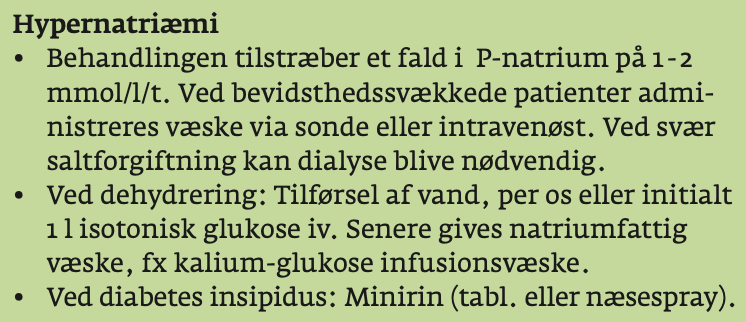 Hypernatriæmi
• Behandlingen tilstræber et fald i P-natrium på 1-2
mmol/l/t. Ved bevidsthedssvækkede patienter admi-
nistreres væske via sonde eller intravenøst. Ved svær
saltforgiftning kan dialyse blive nødvendig.
• Ved dehydrering: Tilførsel af vand, per os eller initialt
1 l isotonisk glukose iv. Senere gives natriumfattig
væske, fx kalium-glukose infusionsvæske.
• Ved diabetes insipidus: Minirin (tabl. eller næsespray).